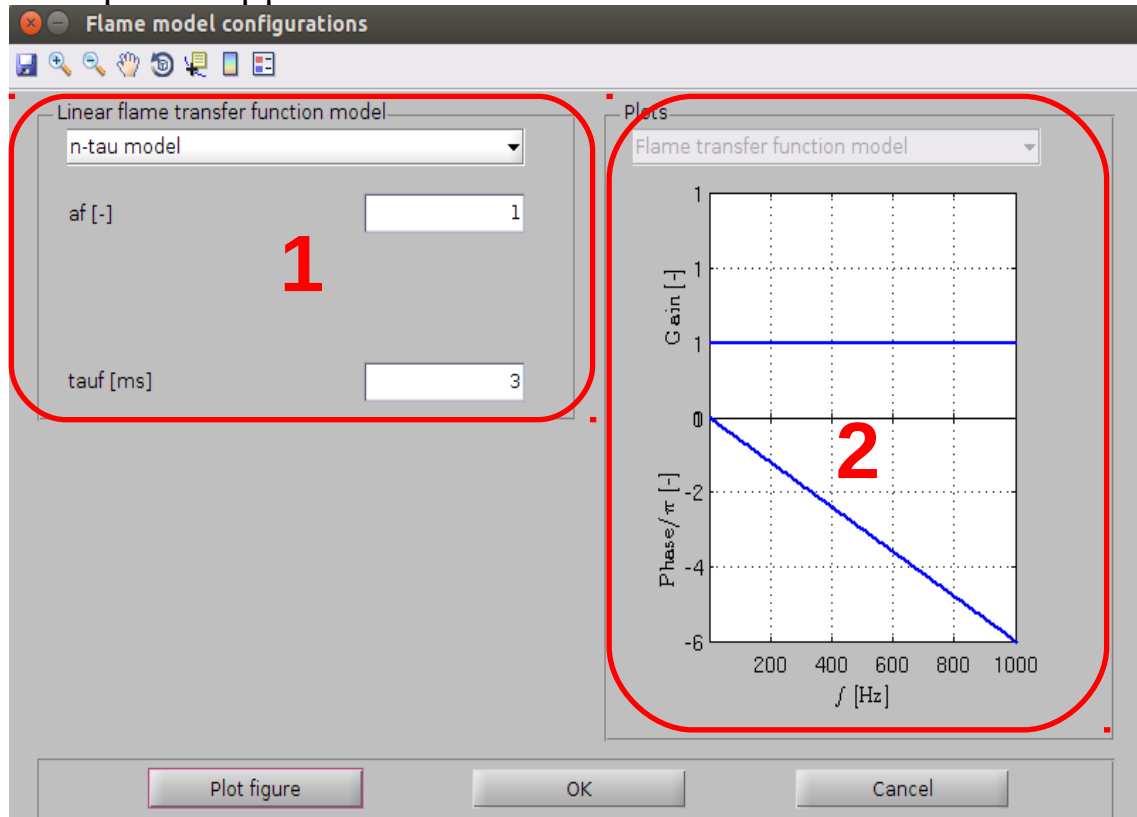 Flame model configurations
Linear flame transfer function model
n-tau model
af [-]
1
1
tauf [ms]
3
Plots
Flame transfer function model
1
1
1
0
Gain [-]
2
-2
-4
-6
Phase/π [-]
200 400 600 800 1000
f [Hz]
Plot figure
OK
Cancel